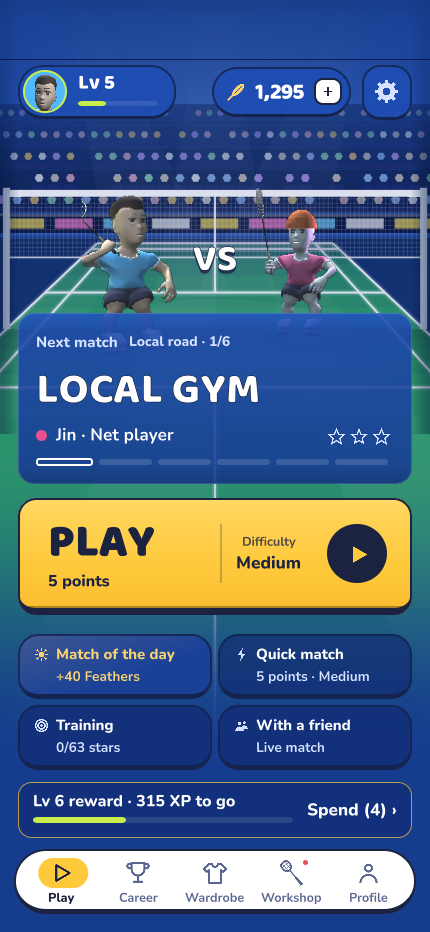 Lv 5
1,295
+
VS
Next match Local road · 1/6
LOCAL GYM
Jin · Net player
PLAY
5 points
Difficulty
Medium
Match of the day
+40 Feathers
Quick match
5 points · Medium
Training
0/63 stars
With a friend
Live match
Lv 6 reward · 315 XP to go
Spend (4) ›
Play
Career
Wardrobe
Workshop
Profile